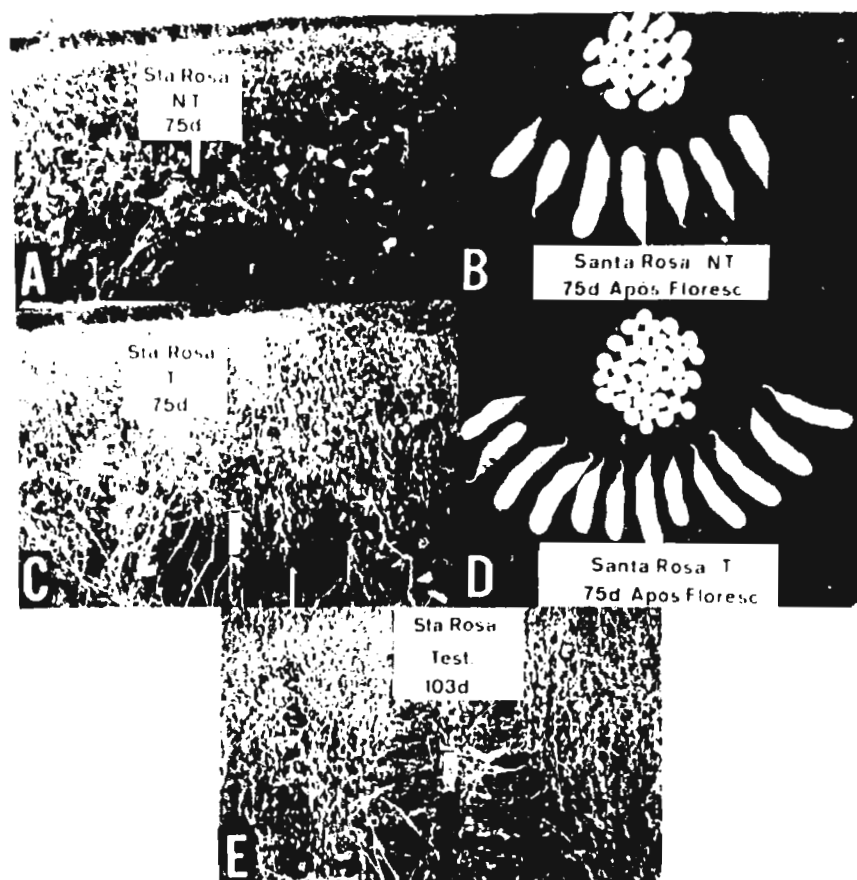 Sta Rosa
NT
75d
A
B
Santa Rosa NT
75d Após Floresc
Sta Rosa
T
75d
C
D
Santa Rosa T
75d Apos Floresc
Sta Rosa
Test.
103d
E